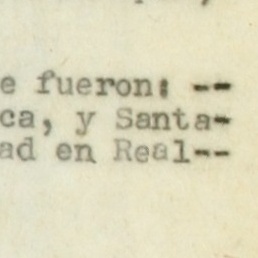 e fueron: --
ca, y Santa-
ad en Real--